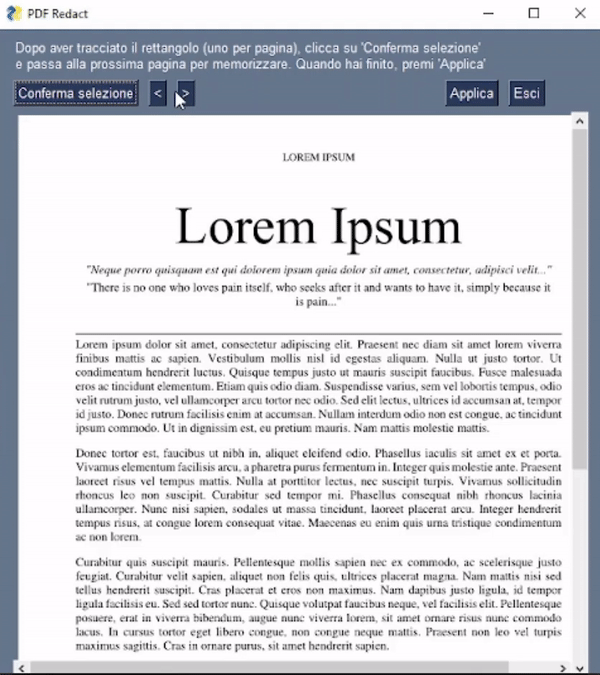 PDF Redact
Dopo aver tracciato il rettangolo (uno per pagina), clicca su 'Conferma selezione'
e passa alla prossima pagina per memorizzare. Quando hai finito, premi 'Applica'
Conferma selezione < > Applica Esci
LOREM IPSUM
Lorem Ipsum
"Neque porro quisquam est qui dolorem ipsum quia dolor sit amet, consectetur, adipisci velit..."
"There is no one who loves pain itself, who seeks after it and wants to have it, simply because it
is pain..."
Lorem ipsum dolor sit amet, consectetur adipiscing elit. Praesent nec diam sit amet lorem viverra
finibus mattis ac sapien. Vestibulum mollis nisl id egestas aliquam. Nulla ut justo tortor. Ut
condimentum hendrerit luctus. Quisque tempus justo ut mauris suscipit faucibus. Fusce malesuada
eros ac tincidunt elementum. Etiam quis odio diam. Suspendisse varius, sem vel lobortis tempus, odio
velit rutrum justo, vel ullamcorper arcu tortor nec odio. Sed elit lectus, ultrices id accumsan at, tempor
id justo. Donec rutrum facilisis enim at accumsan. Nullam interdum odio non est congue, ac tincidunt
ipsum commodo. Ut in dignissim est, eu pretium mauris. Nam mattis molestie mattis.
Donec tortor est, faucibus ut nibh in, aliquet eleifend odio. Phasellus iaculis sit amet ex et porta.
Vivamus elementum facilisis arcu, a pharetra purus fermentum in. Integer quis molestie ante. Praesent
laoreet risus vel tempus mattis. Nulla at porttitor lectus, nec suscipit turpis. Vivamus sollicitudin
rhoncus leo non suscipit. Curabitur sed tempor mi. Phasellus consequat nibh rhoncus lacinia
ullamcorper. Nunc nisi sapien, sodales ut massa tincidunt, laoreet placerat arcu. Integer hendrerit
tempus risus, at congue lorem consequat vitae. Maecenas eu enim quis urna tristique condimentum
ac non lorem.
Curabitur quis suscipit mauris. Pellentesque mollis sapien nec ex commodo, ac scelerisque justo
feugiat. Curabitur velit sapien, aliquet non felis quis, ultrices placerat magna. Nam mattis nisi sed
tellus hendrerit suscipit. Cras placerat et eros non maximus. Nam dapibus justo ligula, id tempor
ligula facilisis eu. Sed sed tortor nunc. Quisque volutpat faucibus neque, vel facilisis elit. Pellentesque
posuere, erat in viverra bibendum, augue nunc viverra lorem, sit amet ornare risus nunc commodo
lacus. In cursus tortor eget libero congue, non congue neque mattis. Praesent non leo vel turpis
maximus sagittis. Cras in ornare purus, sit amet hendrerit sapien.